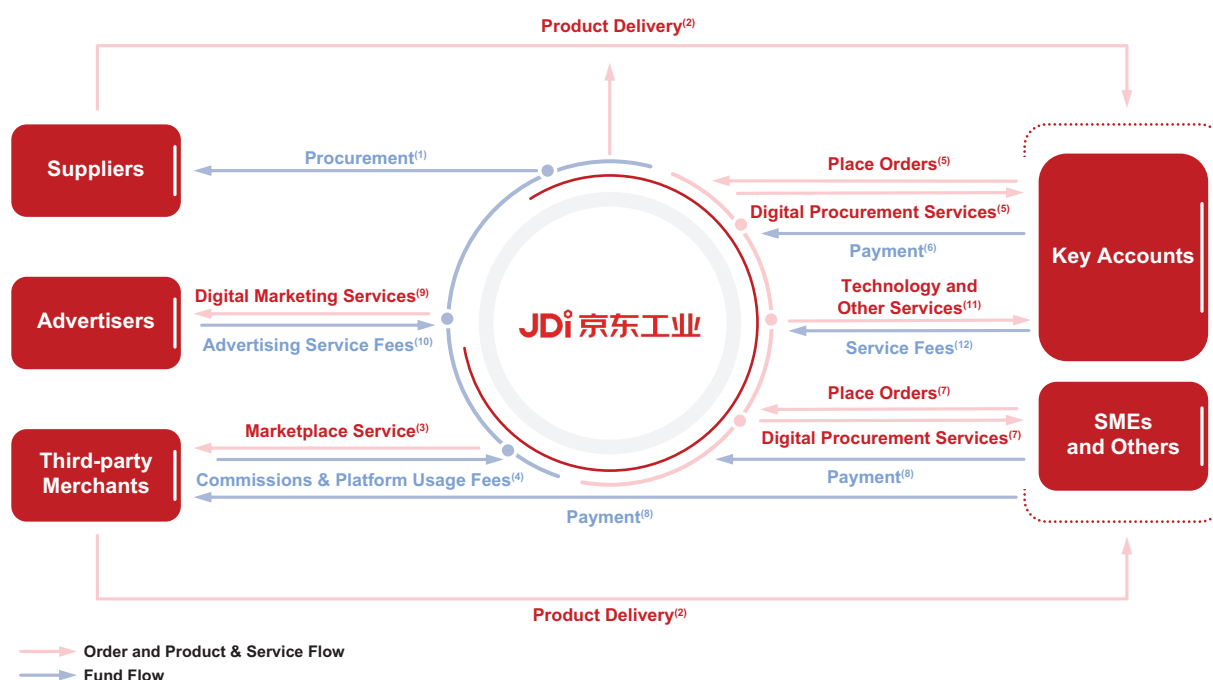 Product Delivery(2)
Suppliers
Procurement(1)
Place Orders(5)
Digital Procurement Services(5)
Payment(6)
Key Accounts
Advertisers
Digital Marketing Services(9)
Advertising Service Fees(10)
JDi 京东工业
Technology and
Other Services(11)
Service Fees(12)
Place Orders(7)
Digital Procurement Services(7)
Payment(8)
SMEs
and Others
Third-party
Merchants
Marketplace Service(3)
Commissions & Platform Usage Fees(4)
Payment(8)
Product Delivery(2)
Order and Product & Service Flow
Fund Flow